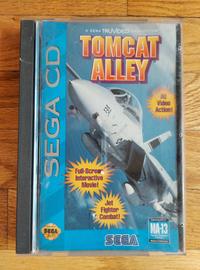 A SEGA TRUVIDEO PRODUCTION
TOMCAT
ALLEY
All
Video
Action!
SEGA CD
Full-Screen
Interactive
Movie!
Jet
Fighter
Combat!
SEGA
SEGA
MA-13